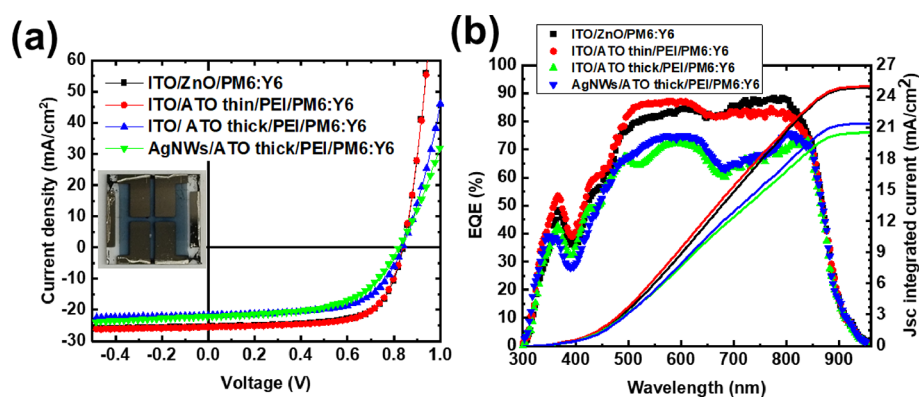 (a)
60
50
40
30
20
10
0
-10
-20
-30
Current density (mA/cm²)
ITO/ZnO/PM6:Y6
ITO/ATO thin/PEI/PM6:Y6
ITO/ ATO thick/PEI/PM6:Y6
AgNWs/ATO thick/PEI/PM6:Y6
-0.4 -0.2 0.0 0.2 0.4 0.6 0.8 1.0
Voltage (V)
(b)
ITO/ZnO/PM6:Y6
ITO/ATO thin/PEI/PM6:Y6
ITO/ATO thick/PEI/PM6:Y6
AgNWs/ATO thick/PEI/PM6:Y6
100
90
80
70
60
50
40
30
20
10
0
EQE (%)
27
24
21
18
15
12
9
6
3
0
Jsc integrated current (mA/cm²)
300 400 500 600 700 800 900
Wavelength (nm)